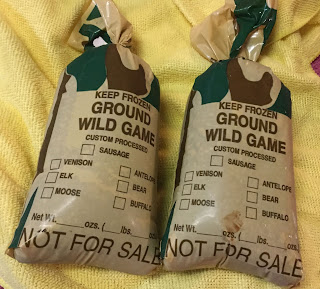 KEEP FROZEN
GROUND
WILD GAME
CUSTOM PROCESSED
SAUSAGE
VENISON
ELK
MOOSE
ANTELOPE
BEAR
BUFFALO
Net Wt. ozs. ( lbs. ozs.
NOT FOR SALE
KEEP FROZEN
GROUND
WILD GAME
CUSTOM PROCESSED
SAUSAGE
VENISON
ELK
MOOSE
ANTELOPE
BEAR
BUFFALO
Net Wt. ozs. ( lbs. ozs.
NOT FOR SALE